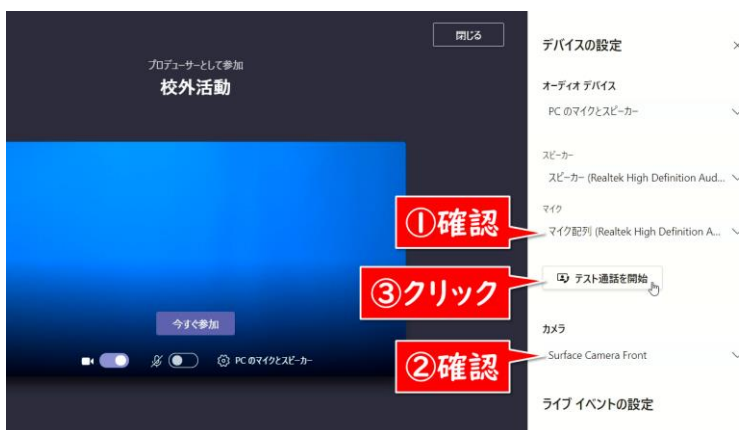 閉じる
プロデューサーとして参加
校外活動
今すぐ参加
PC のマイクとスピーカー
デバイスの設定
オーディオ デバイス
PC のマイクとスピーカー
スピーカー
スピーカー (Realtek High Definition Aud...
マイク
①確認
マイク配列 (Realtek High Definition A...
③クリック
テスト通話を開始
カメラ
②確認
Surface Camera Front
ライブ イベントの設定